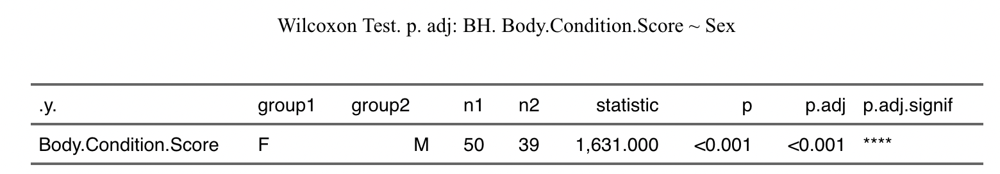 Wilcoxon Test. p. adj: BH. Body.Condition.Score ~ Sex
.y. group1 group2 n1 n2 statistic p p.adj p.adj.signif
Body.Condition.Score F M 50 39 1,631.000 <0.001 <0.001 ****